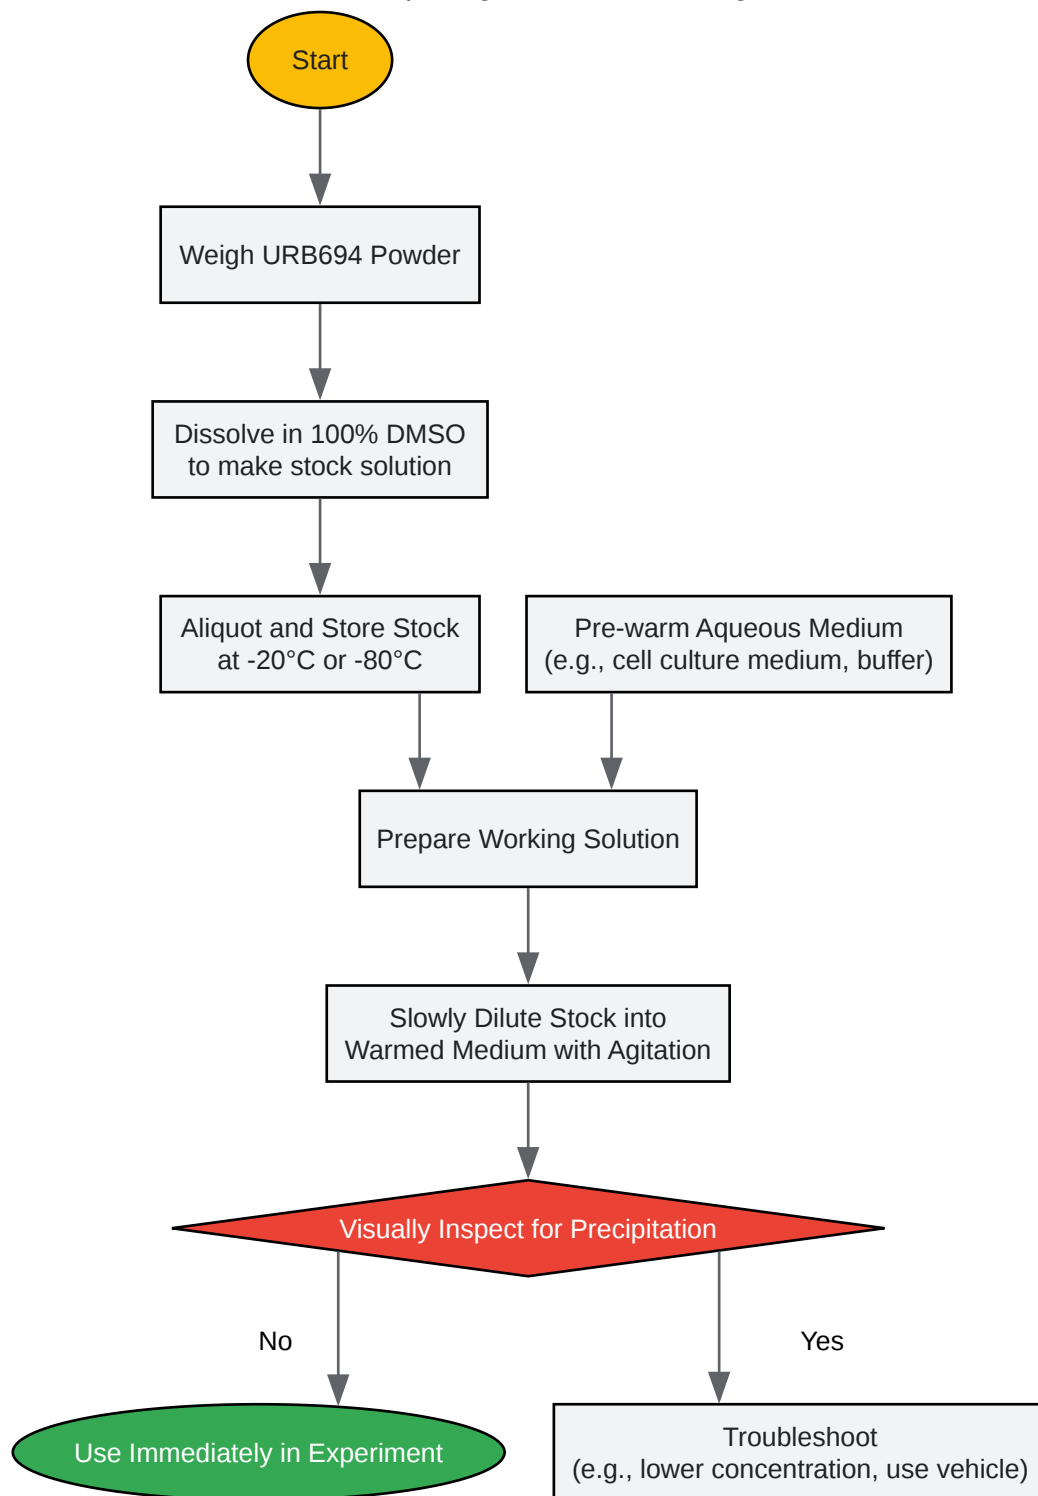 Start
Weigh URB694 Powder
Dissolve in 100% DMSO
to make stock solution
Aliquot and Store Stock
at -20°C or -80°C
Pre-warm Aqueous Medium
(e.g., cell culture medium, buffer)
Prepare Working Solution
Slowly Dilute Stock into
Warmed Medium with Agitation
Visually Inspect for Precipitation
No
Yes
Use Immediately in Experiment
Troubleshoot
(e.g., lower concentration, use vehicle)